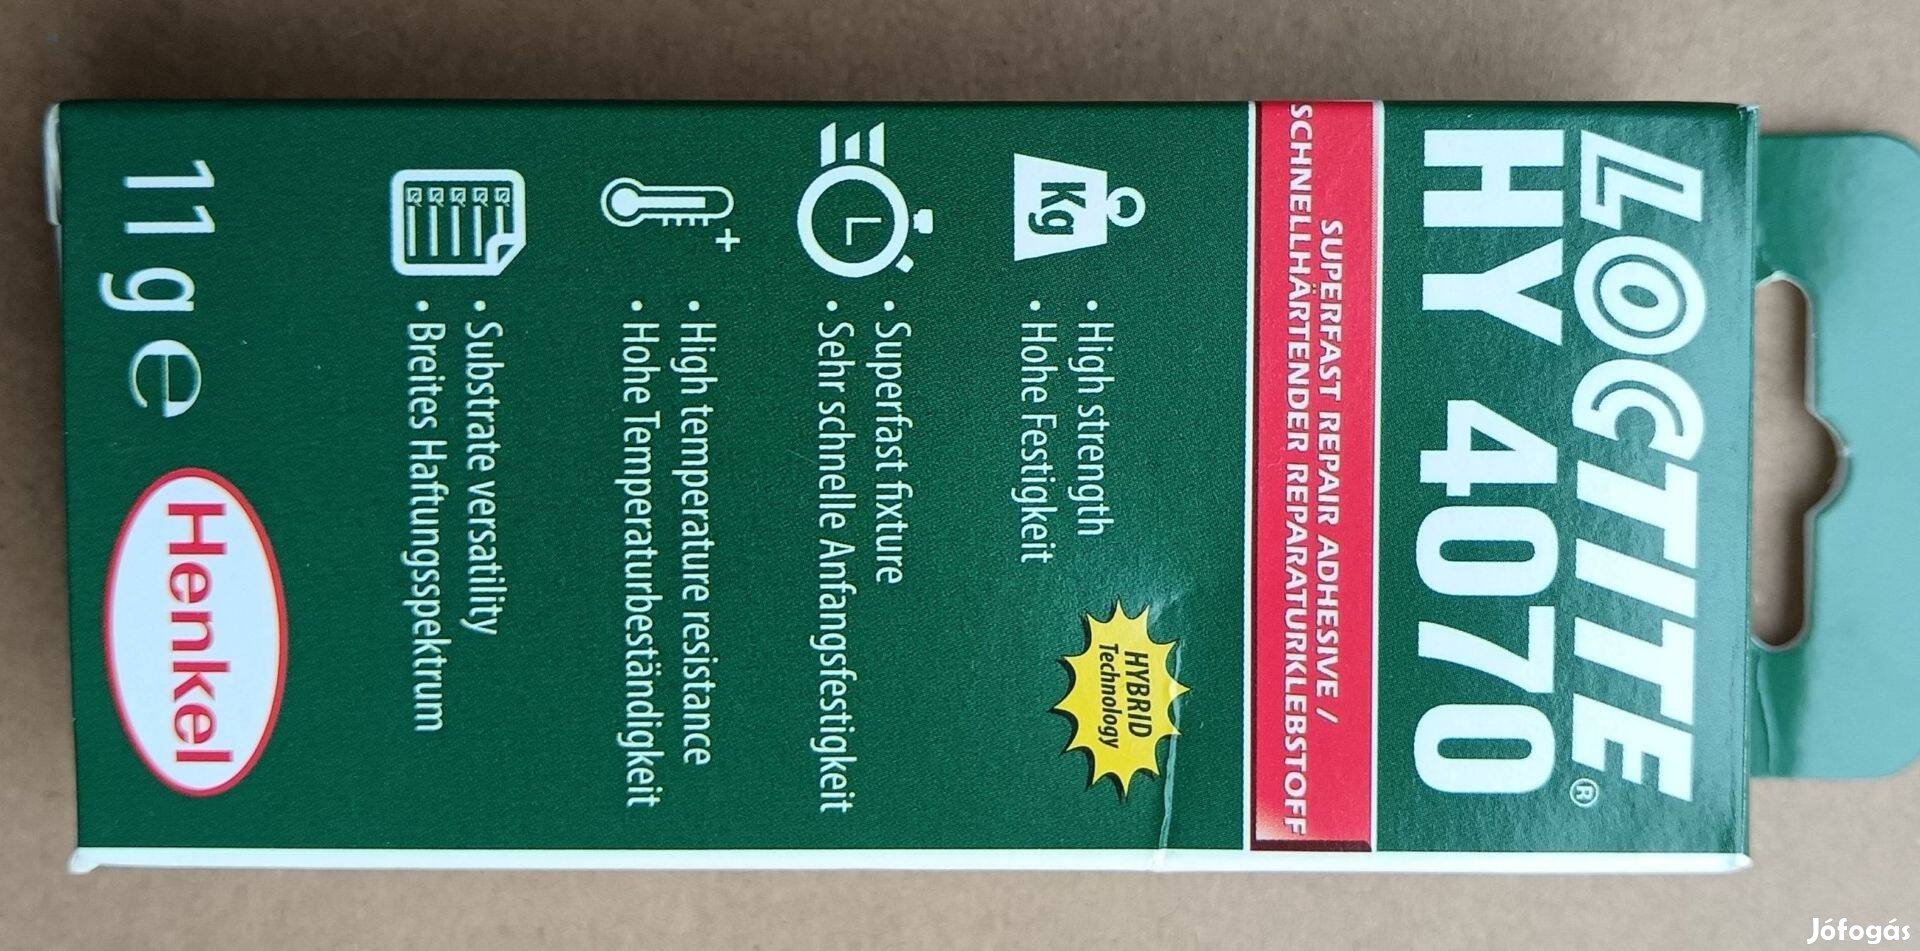 LOCTITE®
HY 4070
SUPERFAST REPAIR ADHESIVE /
SCHNELLHÄRTENDER REPARATURKLEBSTOFF
HYBRID
Technology
Kg
• High strength
• Hohe Festigkeit
• Superfast fixture
• Sehr schnelle Anfangsfestigkeit
+
• High temperature resistance
• Hohe Temperaturbeständigkeit
• Substrate versatility
• Breites Haftungsspektrum
11g ℮
Henkel
Jófogás